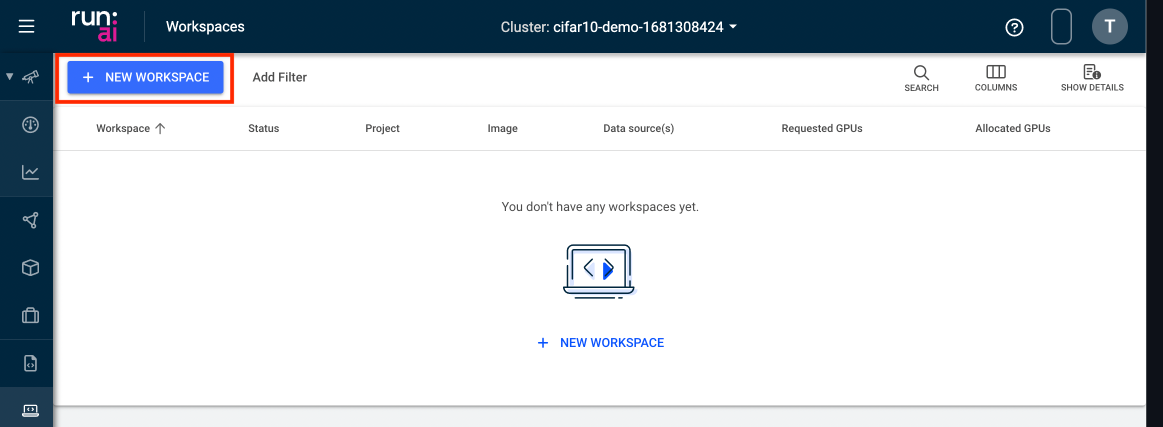 run:
ai
Workspaces
Cluster: cifar10-demo-1681308424
T
+ NEW WORKSPACE
Add Filter
SEARCH
COLUMNS
SHOW DETAILS
Workspace
Status
Project
Image
Data source(s)
Requested GPUs
Allocated GPUs
You don't have any workspaces yet.
+ NEW WORKSPACE